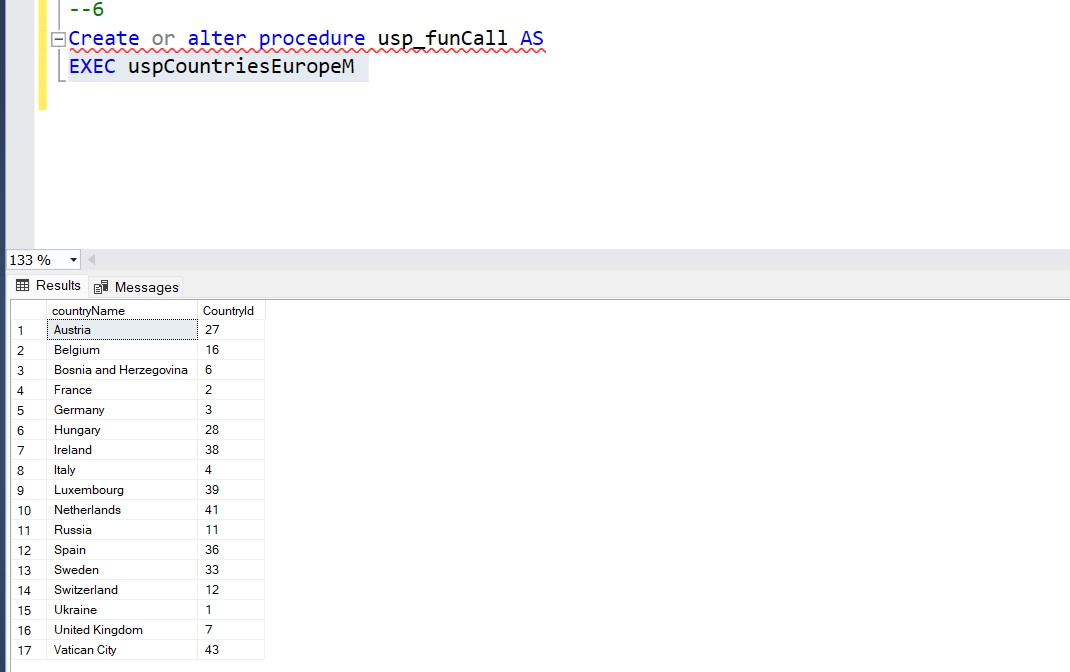 --6
Create or alter procedure usp_funCall AS
EXEC uspCountriesEuropeM
133 %
Results Messages
countryName CountryId
1 Austria 27
2 Belgium 16
3 Bosnia and Herzegovina 6
4 France 2
5 Germany 3
6 Hungary 28
7 Ireland 38
8 Italy 4
9 Luxembourg 39
10 Netherlands 41
11 Russia 11
12 Spain 36
13 Sweden 33
14 Switzerland 12
15 Ukraine 1
16 United Kingdom 7
17 Vatican City 43